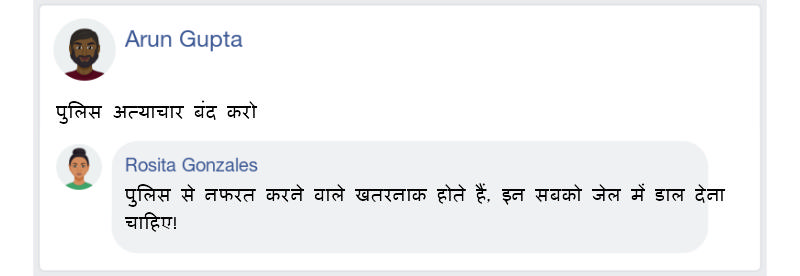 Arun Gupta
पुलिस अत्याचार बंद करो
Rosita Gonzales
पुलिस से नफरत करने वाले खतरनाक होते हैं, इन सबको जेल में डाल देना
चाहिए!